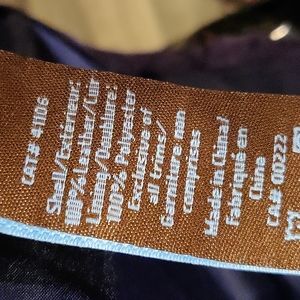 CAT# 41106
Shell/Extérieur:
100% Leather/Cuir
Lining/Doublure:
100% Polyester
Exclusive of
all trims/
Garniture non
comprises
Made in China/
Fabriqué en
Chine
CA# 00222